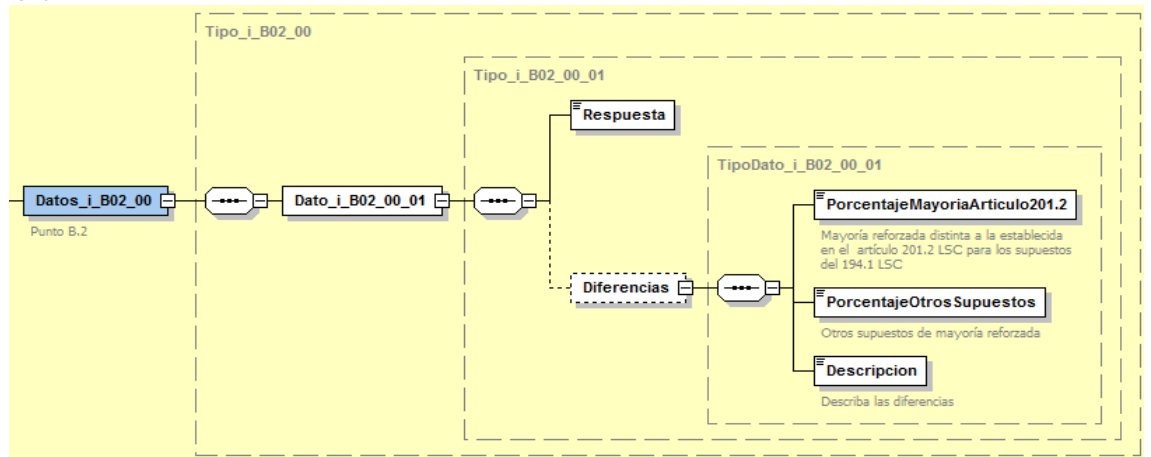 Tipo_i_B02_00
Tipo_i_B02_00_01
Respuesta
TipoDato_i_B02_00_01
Datos_i_B02_00
Punto B.2
Dato_i_B02_00_01
PorcentajeMayoriaArticulo201.2
Mayoría reforzada distinta a la establecida
en el artículo 201.2 LSC para los supuestos
del 194.1 LSC
Diferencias
PorcentajeOtrosSupuestos
Otros supuestos de mayoría reforzada
Descripcion
Describa las diferencias